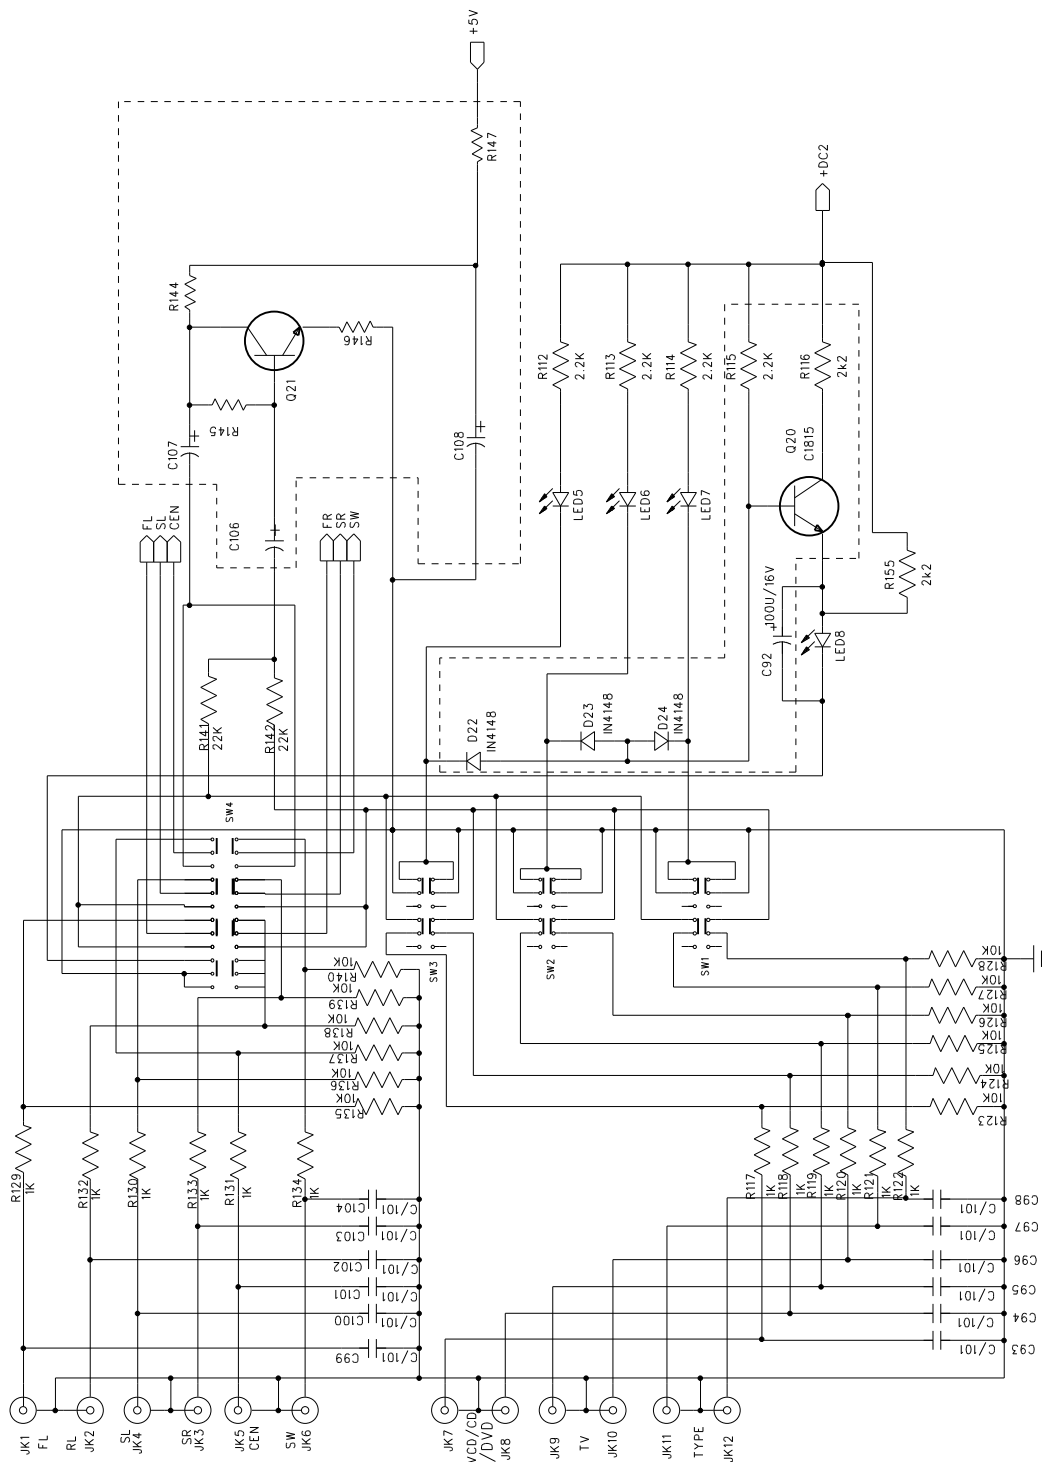 +5V
R147
+DC2
R144
R146
Q21
R145
C107
C108
C106
FL
SL
CEN
FR
SR
SW
R112
2.2K
R113
2.2K
R114
2.2K
R115
2.2K
R116
2k2
Q20
C1815
LED5
LED6
LED7
R155
2k2
C92
100U/16V
LED8
R141
22K
R142
22K
D22
IN4148
D23
IN4148
D24
IN4148
SW4
SW3
SW2
SW1
10K
R140
10K
R139
10K
R138
10K
R137
10K
R136
10K
R135
10K
R128
10K
R127
10K
R126
10K
R125
10K
R124
10K
R123
R129
1K
R132
1K
R130
1K
R133
1K
R131
1K
R134
1K
R117
1K
R118
1K
R119
1K
R120
1K
R121
1K
R122
1K
C104
C/101
C103
C/101
C102
C/101
C101
C/101
C100
C/101
C99
C/101
C/101
C98
C/101
C97
C/101
C96
C/101
C95
C/101
C94
C/101
C93
JK1
FL
RL
JK2
SL
JK4
SR
JK3
JK5
CEN
SW
JK6
JK7
VCD/CD
/DVD
JK8
JK9
TV
JK10
JK11
TYPE
JK12